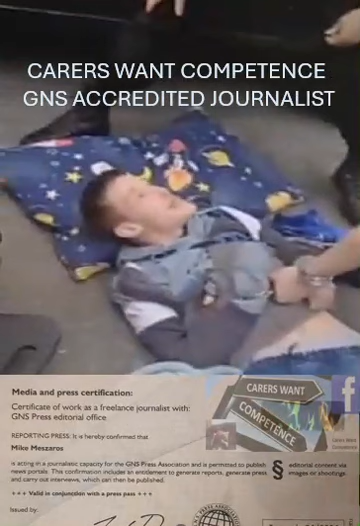 CARERS WANT COMPETENCE
GNS ACCREDITED JOURNALIST
CARERS WANT
COMPETENCE
Media and press certification:
Certificate of work as a freelance journalist with:
GNS Press editorial office
REPORTING PRESS: It is hereby confirmed that
Mike Meszaros
is acting in a journalistic capacity for the GNS Press Association and is permitted to publish § editorial content via
news portals. This confirmation includes an entitlement to generate reports, generate press images or shootings
and carry out interviews, which can then be published.
+++ Valid in conjunction with a press pass +++
Issued by: